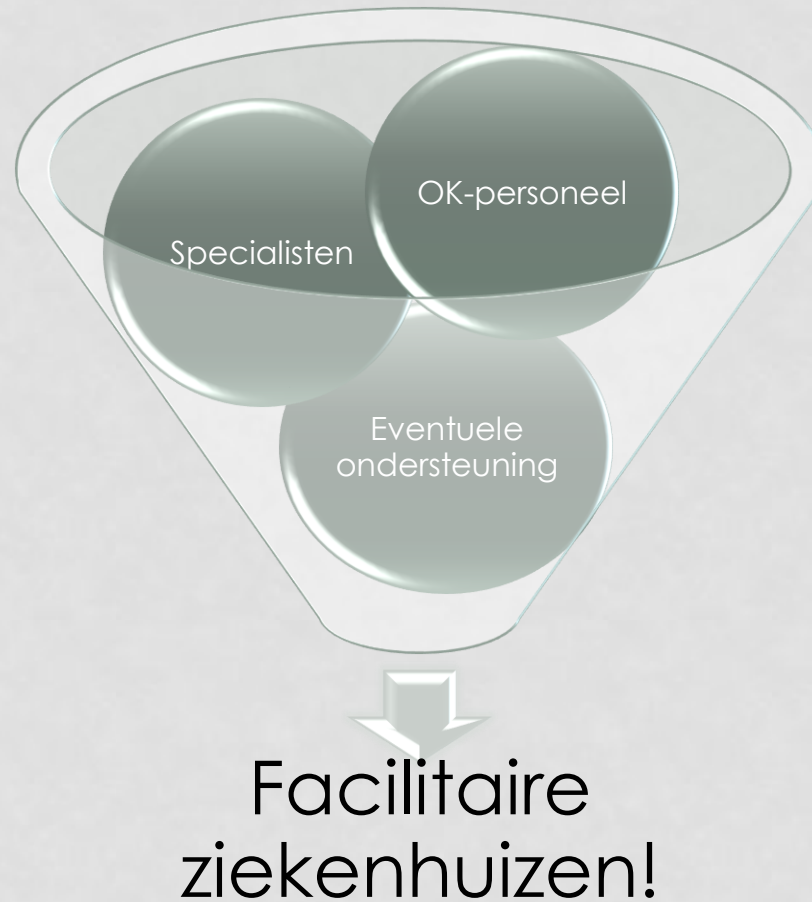 OK-personeel
Specialisten
Eventuele
ondersteuning
Facilitaire
ziekenhuizen!